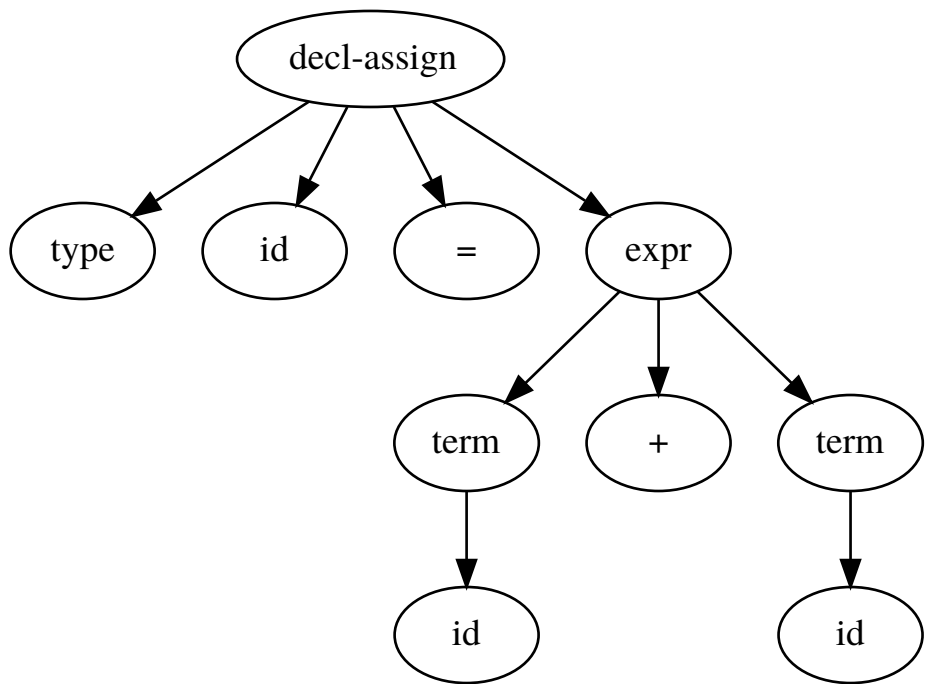 decl-assign
type id = expr
term + term
id id